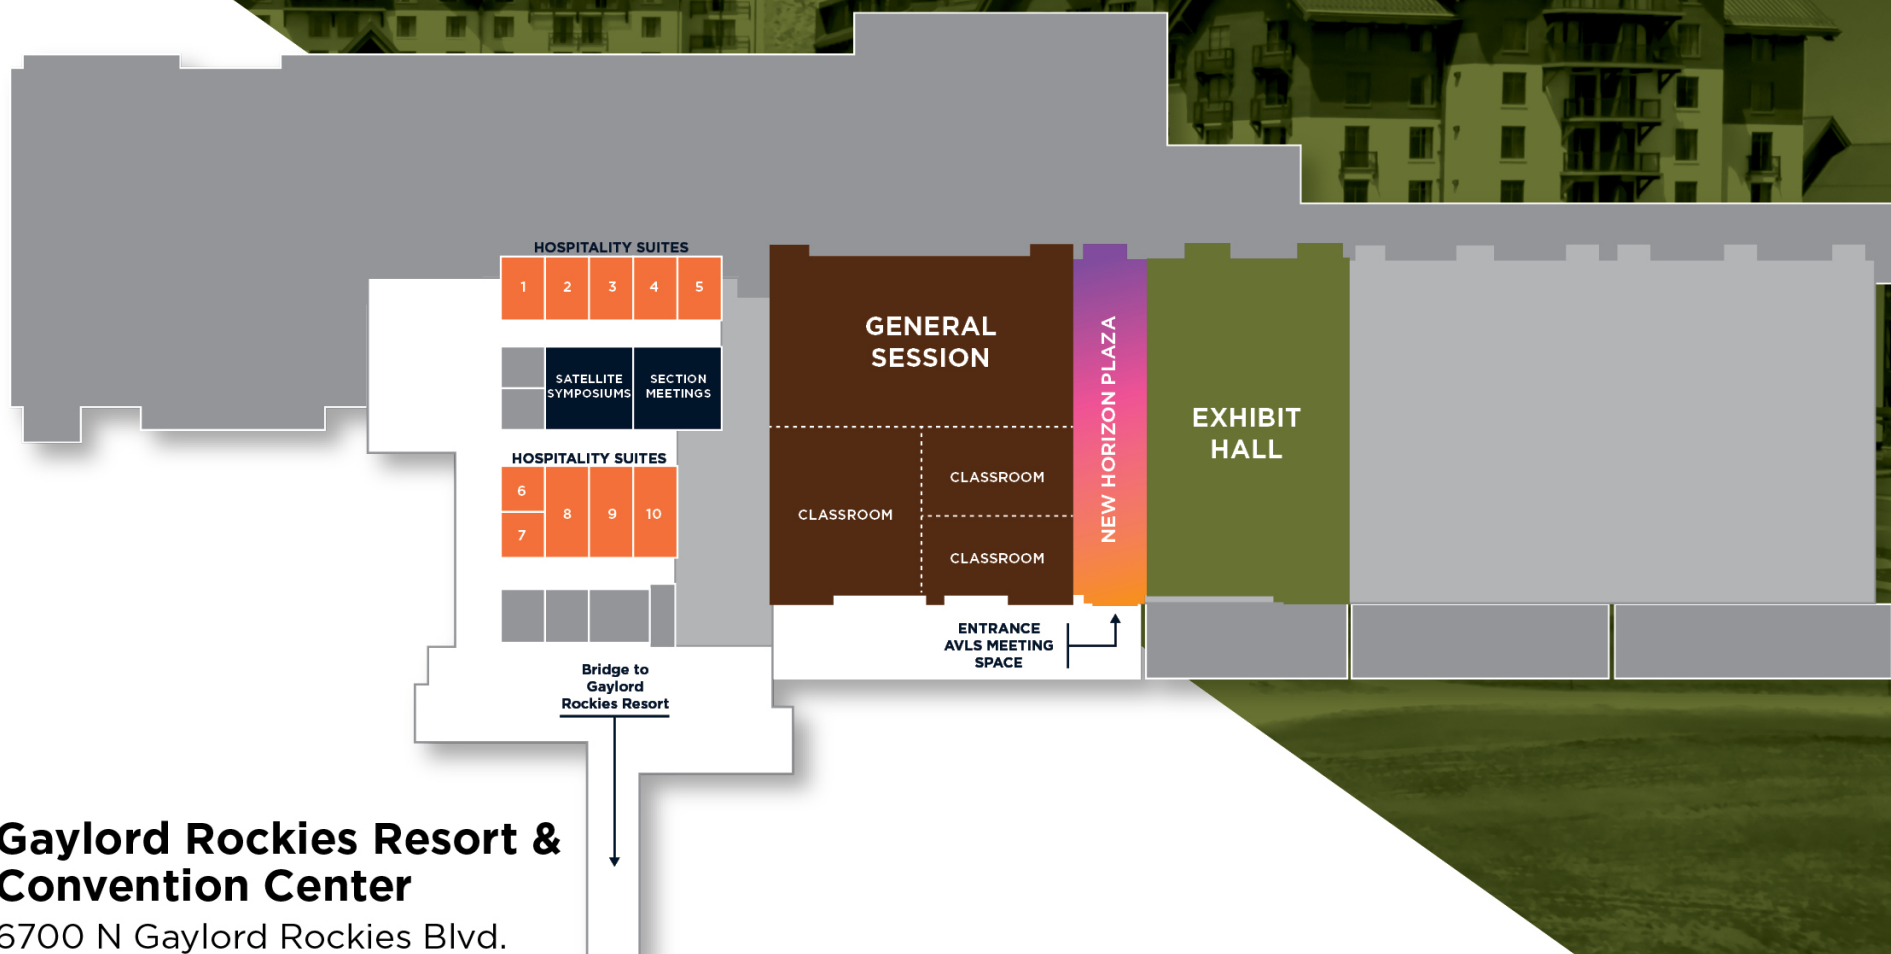 HOSPITALITY SUITES
1
2
3
4
5
SATELLITE
SYMPOSIUMS
SECTION
MEETINGS
HOSPITALITY SUITES
6
7
8
9
10
GENERAL
SESSION
CLASSROOM
CLASSROOM
CLASSROOM
NEW HORIZON PLAZA
EXHIBIT
HALL
ENTRANCE
AVLS MEETING
SPACE
Bridge to
Gaylord
Rockies Resort
Gaylord Rockies Resort &
Convention Center
6700 N Gaylord Rockies Blvd.